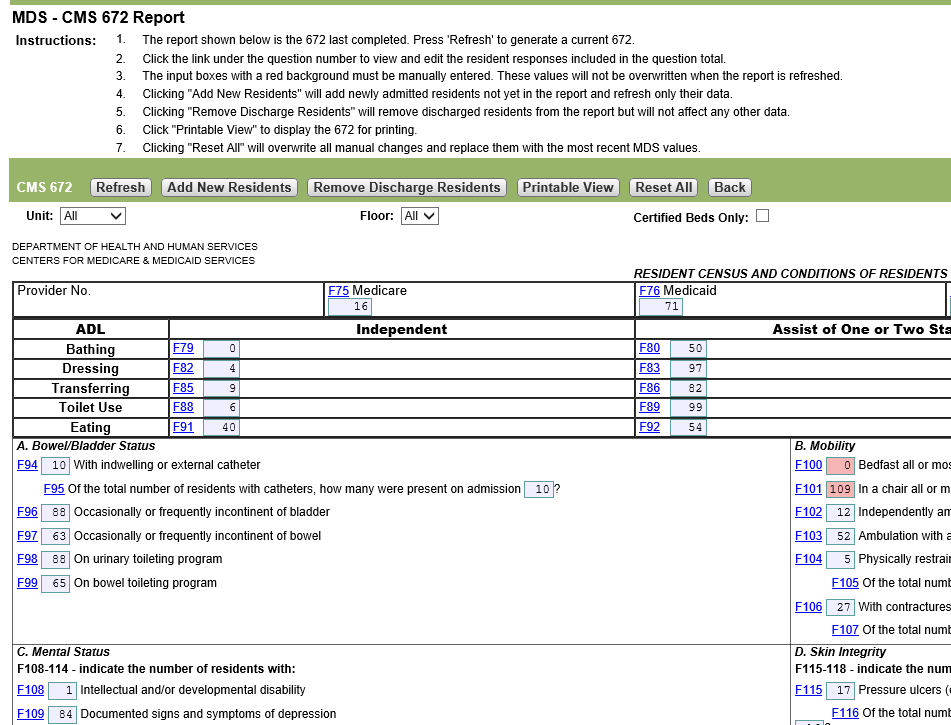 MDS - CMS 672 Report
Instructions: 1. The report shown below is the 672 last completed. Press 'Refresh' to generate a current 672.
2. Click the link under the question number to view and edit the resident responses included in the question total.
3. The input boxes with a red background must be manually entered. These values will not be overwritten when the report is refreshed.
4. Clicking "Add New Residents" will add newly admitted residents not yet in the report and refresh only their data.
5. Clicking "Remove Discharge Residents" will remove discharged residents from the report but will not affect any other data.
6. Click "Printable View" to display the 672 for printing.
7. Clicking "Reset All" will overwrite all manual changes and replace them with the most recent MDS values.
CMS 672 Refresh Add New Residents Remove Discharge Residents Printable View Reset All Back
Unit: All Floor: All Certified Beds Only:
DEPARTMENT OF HEALTH AND HUMAN SERVICES
CENTERS FOR MEDICARE & MEDICAID SERVICES
RESIDENT CENSUS AND CONDITIONS OF RESIDENTS
Provider No. F75 Medicare F76 Medicaid
16 71
ADL Independent Assist of One or Two Sta
Bathing F79 0 F80 50
Dressing F82 4 F83 97
Transferring F85 9 F86 82
Toilet Use F88 6 F89 99
Eating F91 40 F92 54
A. Bowel/Bladder Status
F94 10 With indwelling or external catheter
F95 Of the total number of residents with catheters, how many were present on admission 10 ?
F96 88 Occasionally or frequently incontinent of bladder
F97 63 Occasionally or frequently incontinent of bowel
F98 88 On urinary toileting program
F99 65 On bowel toileting program
B. Mobility
F100 0 Bedfast all or mos
F101 109 In a chair all or m
F102 12 Independently am
F103 52 Ambulation with a
F104 5 Physically restrai
F105 Of the total numb
F106 27 With contractures
F107 Of the total numb
C. Mental Status
F108-114 - indicate the number of residents with:
F108 1 Intellectual and/or developmental disability
F109 84 Documented signs and symptoms of depression
D. Skin Integrity
F115-118 - indicate the num
F115 17 Pressure ulcers (
F116 Of the total numb